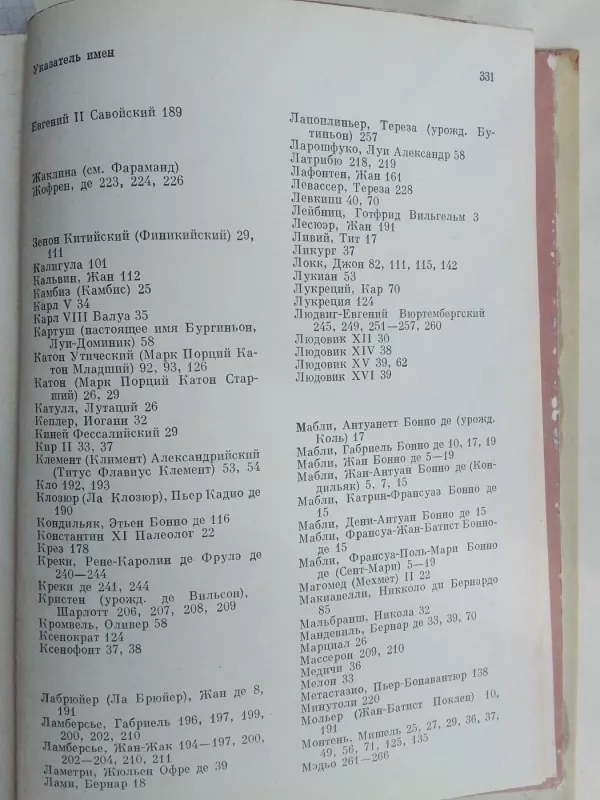 Указатель имен
331
Евгений II Савойский 189
Жаклина (см. Фараманд)
Жофрен, де 223, 224, 226
Зенон Китийский (Финикийский) 29,
111
Калигула 101
Кальвин, Жан 112
Камбиз (Камбис) 25
Карл V 34
Карл VIII Валуа 35
Картуш (настоящее имя Бургиньон,
Луи-Доминик) 58
Катон Утический (Марк Порций Ка-
тон Младший) 92, 93, 126
Катон (Марк Порций Катон Стар-
ший) 26, 29
Катулл, Лутаций 26
Кеплер, Иоганн 32
Киней Фессалийский 29
Кир II 33, 37
Клемент (Климент) Александрийский
(Титус Флавиус Клемент) 53, 54
Кло 192, 193
Клозюр (Ла Клозюр), Пьер Кадио де
190
Кондильяк, Этьен Бонно де 116
Константин XI Палеолог 22
Крез 178
Креки, Рене-Каролин де Фрулэ де
240—244
Креки де 241, 244
Кристен (урожд. де Вильсон),
Шарлотт 206, 207, 208, 209
Кромвель, Оливер 58
Ксенократ 124
Ксенофонт 37, 38
Лабрюйер (Ла Брюйер), Жан де 8,
191
Ламберсье, Габриель 196, 197, 199,
200, 202, 210
Ламберсье, Жан-Жак 194—197, 200,
202—204, 210, 211
Ламетри, Жюльен Офре де 39
Лами, Бернар 18
Лапоплиньер, Тереза (урожд. Бу-
тиньон) 257
Ларошфуко, Луи Александр 58
Латрибю 218, 219
Лафонтен, Жан 161
Левассер, Тереза 228
Левкипп 40, 70
Лейбниц, Готфрид Вильгельм 3
Лесюэр, Жан 191
Ливий, Тит 17
Ликург 37
Локк, Джон 82, 111, 115, 142
Лукиан 53
Лукреций, Кар 70
Лукреция 124
Людвиг-Евгений Вюртембергский
245, 249, 251—257, 260
Людовик XII 30
Людовик XIV 38
Людовик XV 39, 62
Людовик XVI 39
Мабли, Антуанетт Бонно де (урожд.
Коль) 17
Мабли, Габриель Бонно де 10, 17, 19
Мабли, Жан Бонно де 5—19
Мабли, Жан-Антуан Бонно де (Кон-
дильяк) 5, 7, 15
Мабли, Катрин-Франсуаз Бонно де
15
Мабли, Дени-Антуан Бонно де 15
Мабли, Франсуа-Жан-Батист Бонно-
де 15
Мабли, Франсуа-Поль-Мари Бонно
де (Сент-Мари) 5—19
Магомед (Мехмет) II 22
Макиавелли, Никколо ди Бернардо
85
Мальбранш, Никола 32
Мандевиль, Бернар де 33, 39, 70
Марциал 26
Массерон 209, 210
Медичи 36
Мелон 33
Метастазио, Пьер-Бонавантюр 138
Минутоли 220
Мольер (Жан-Батист Поклен) 10,
191
Монтень, Мишель 25, 27, 29, 36, 37,
49, 56, 71, 125, 135
Мэдьо 261—266